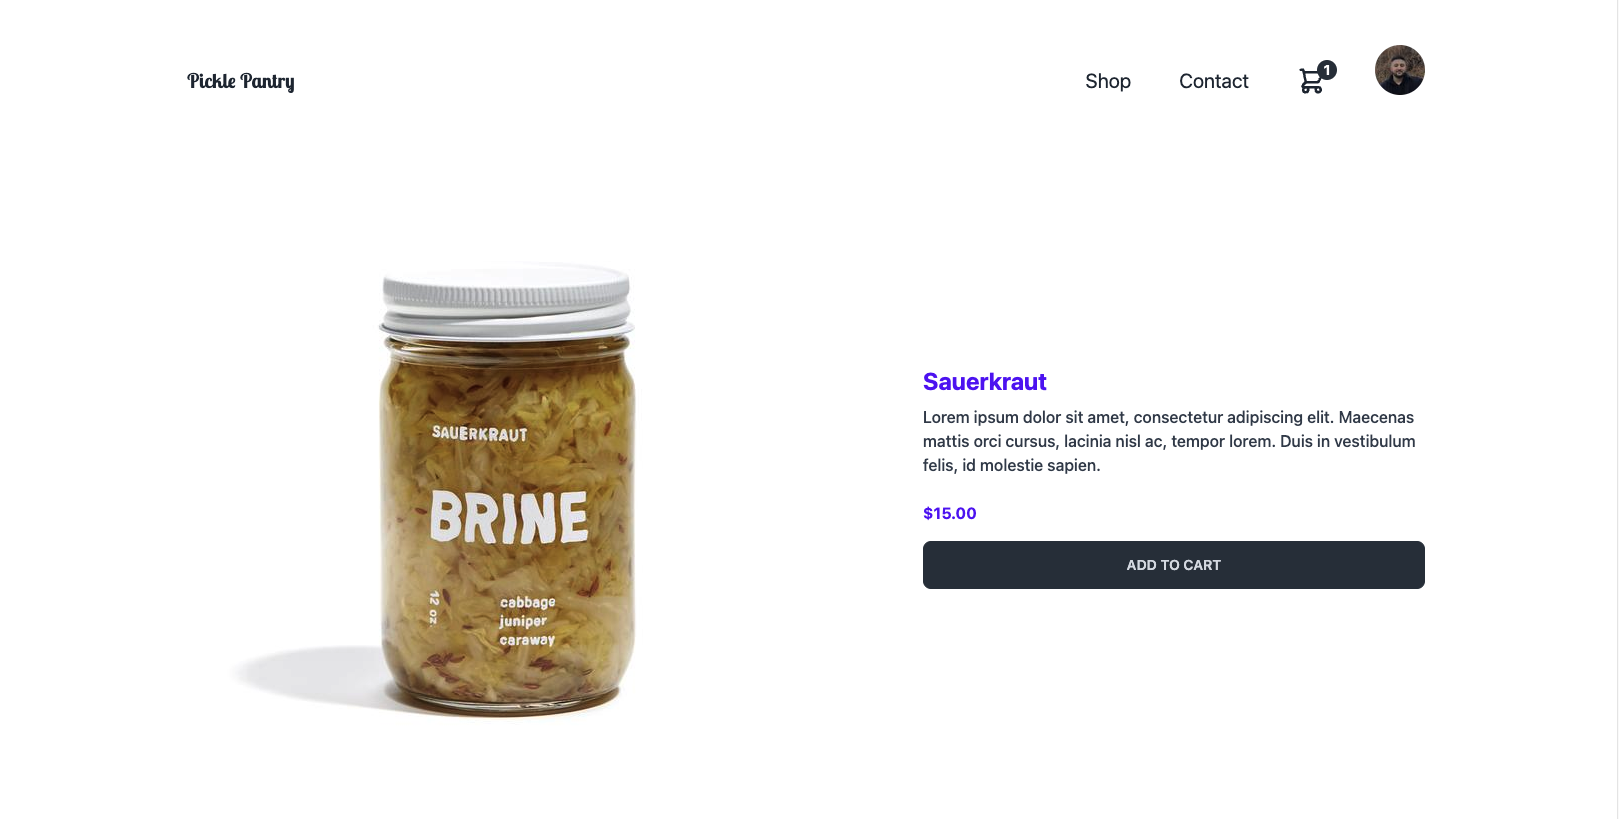 Pickle Pantry
Shop
Contact
1
SAUERKRAUT
BRINE
12 oz.
cabbage
juniper
caraway
Sauerkraut
Lorem ipsum dolor sit amet, consectetur adipiscing elit. Maecenas
mattis orci cursus, lacinia nisl ac, tempor lorem. Duis in vestibulum
felis, id molestie sapien.
$15.00
ADD TO CART